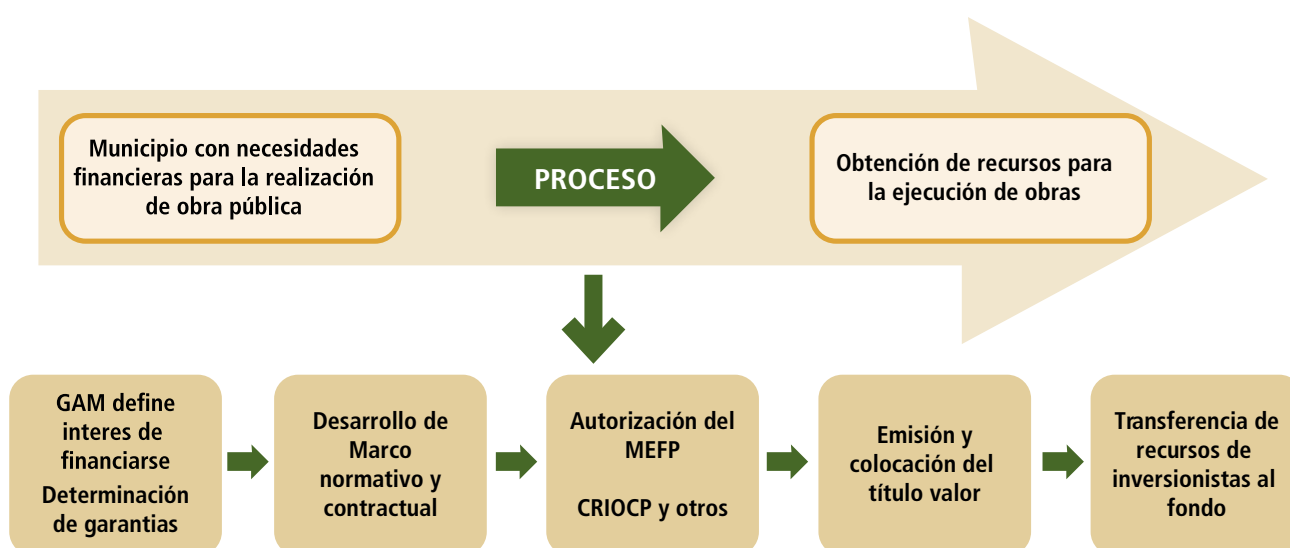 Municipio con necesidades
financieras para la realización
de obra pública
PROCESO
Obtención de recursos para
la ejecución de obras
GAM define
interes de
financiarse
Determinación
de garantias
Desarrollo de
Marco
normativo y
contractual
Autorización del
MEFP
CRIOCP y otros
Emisión y
colocación del
título valor
Transferencia de
recursos de
inversionistas al
fondo